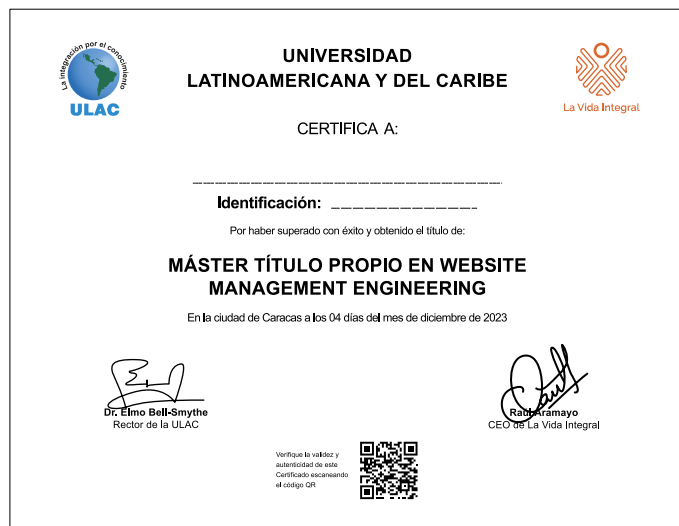 La integración por el conocimiento
ULAC
UNIVERSIDAD
LATINOAMERICANA Y DEL CARIBE
La Vida Integral
CERTIFICA A:
Identificación:
Por haber superado con éxito y obtenido el título de:
MÁSTER TÍTULO PROPIO EN WEBSITE
MANAGEMENT ENGINEERING
En la ciudad de Caracas a los 04 días del mes de diciembre de 2023
Dr. Elmo Bell-Smythe
Rector de la ULAC
Raúl Aramayo
CEO de La Vida Integral
Verifique la validez y
autenticidad de este
Certificado escaneando
el código QR